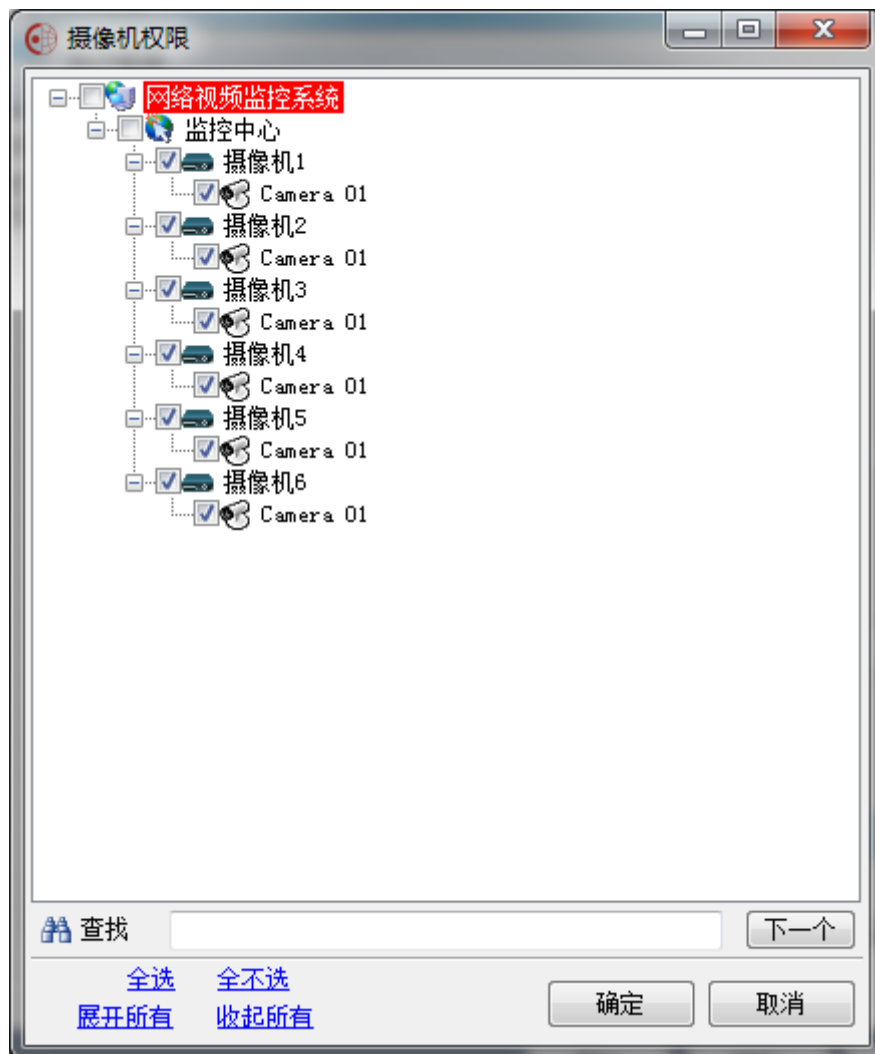 摄像机权限
网络视频监控系统
监控中心
摄像机1
Camera 01
摄像机2
Camera 01
摄像机3
Camera 01
摄像机4
Camera 01
摄像机5
Camera 01
摄像机6
Camera 01
查找 下一个
全选 全不选
展开所有 收起所有 确定 取消